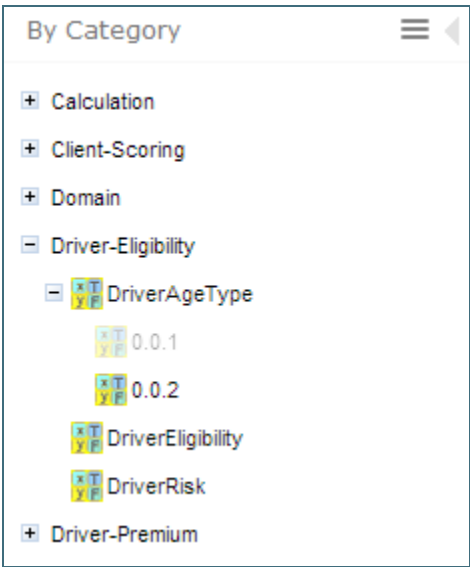 By Category
Calculation
Client-Scoring
Domain
Driver-Eligibility
DriverAgeType
0.0.1
0.0.2
DriverEligibility
DriverRisk
Driver-Premium